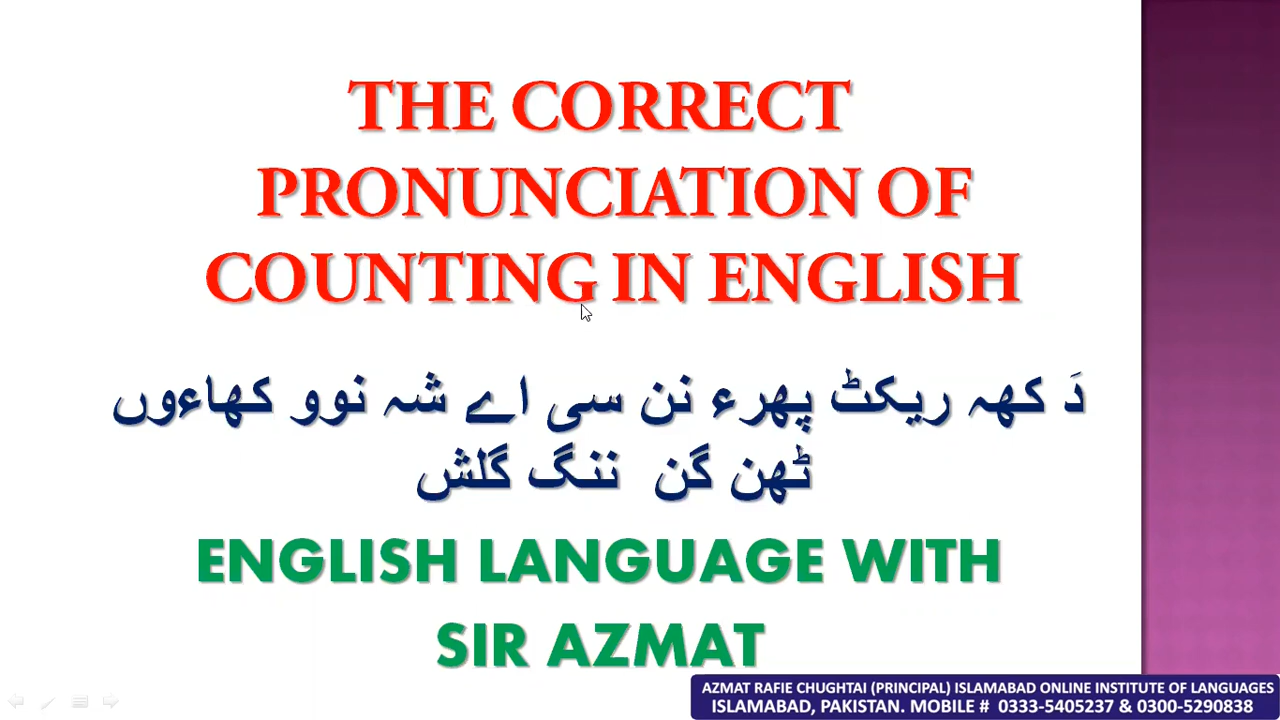 THE CORRECT
PRONUNCIATION OF
COUNTING IN ENGLISH
دَ کھہ ریکٹ پھرء نن سی اے شہ نوو کھاءوں
ٹھن گن ننگ گلش
ENGLISH LANGUAGE WITH
SIR AZMAT
AZMAT RAFIE CHUGHTAI (PRINCIPAL) ISLAMABAD ONLINE INSTITUTE OF LANGUAGES
ISLAMABAD, PAKISTAN. MOBILE # 0333-5405237 & 0300-5290838